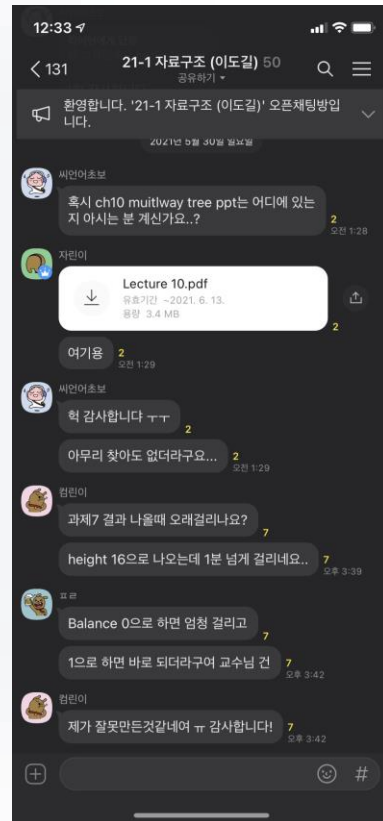 12:33
131
21-1 자료구조 (이도길) 50
공유하기
환영합니다. '21-1 자료구조 (이도길)' 오픈채팅방입
니다.
2021년 5월 30일 일요일
씨언어초보
혹시 ch10 muitlway tree ppt는 어디에 있는
지 아시는 분 계신가요..?
2
오전 1:28
자린이
Lecture 10.pdf
유효기간 ~2021. 6. 13.
용량 3.4 MB
2
여기용
2
오전 1:29
씨언어초보
헉 감사합니댜 ㅜㅜ
2
아무리 찾아도 없더라구요...
2
오전 1:29
컴린이
과제7 결과 나올때 오래걸리나요?
7
height 16으로 나오는데 1분 넘게 걸리네요..
7
오후 3:39
ㅍㄹ
Balance 0으로 하면 엄청 걸리고
7
1으로 하면 바로 되더라구여 교수님 건
7
오후 3:42
컴린이
제가 잘못만든것같네여 ㅠ 감사합니다!
7
오후 3:42
#